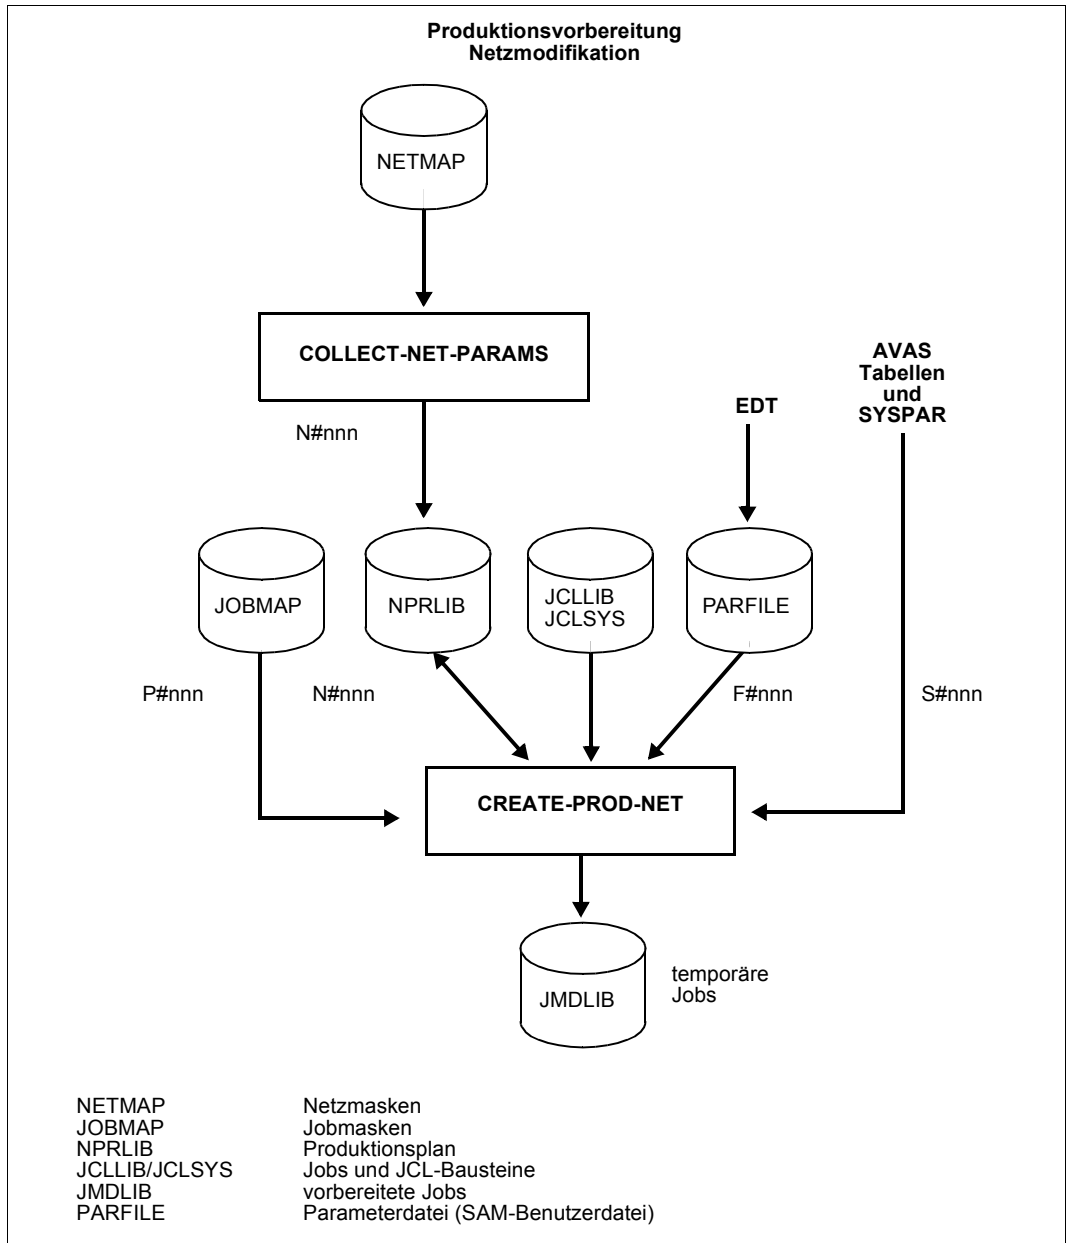 Produktionsvorbereitung
Netzmodifikation
NETMAP
COLLECT-NET-PARAMS
AVAS
Tabellen
und
SYSPAR
EDT
N#nnn
JOBMAP
NPRLIB
JCLLIB
JCLSYS
PARFILE
P#nnn
N#nnn
F#nnn
S#nnn
CREATE-PROD-NET
JMDLIB
temporäre
Jobs
NETMAP Netzmasken
JOBMAP Jobmasken
NPRLIB Produktionsplan
JCLLIB/JCLSYS Jobs und JCL-Bausteine
JMDLIB vorbereitete Jobs
PARFILE Parameterdatei (SAM-Benutzerdatei)